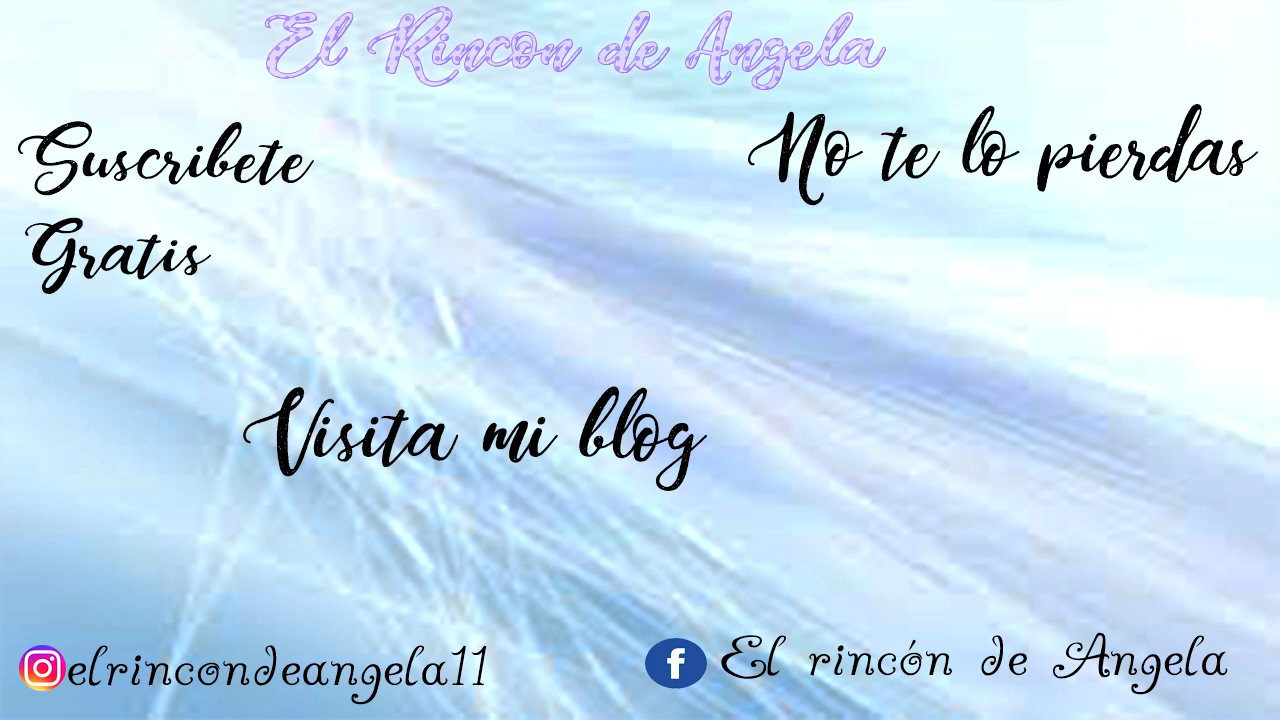 El Rincon de Angela
Suscribete
Gratis
No te lo pierdas
Visita mi blog
elrincondeangela11
El rincón de Angela